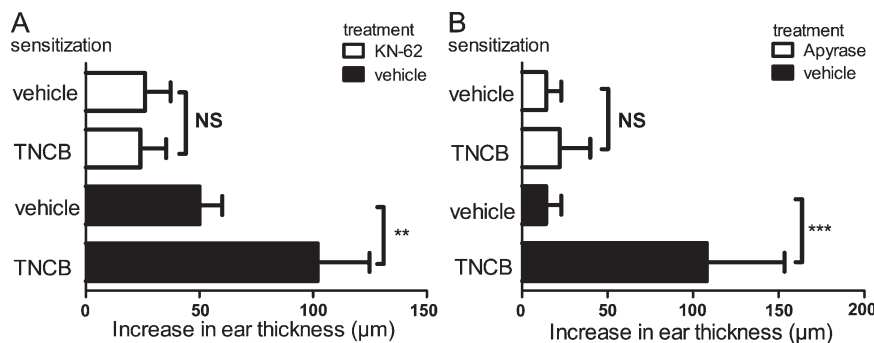 A
treatment
sensitization
KN-62
vehicle
vehicle
NS
TNCB
vehicle
**
TNCB
0 50 100 150
Increase in ear thickness (µm)
B
treatment
sensitization
Apyrase
vehicle
vehicle
NS
TNCB
vehicle
***
TNCB
0 50 100 150 200
Increase in ear thickness (µm)